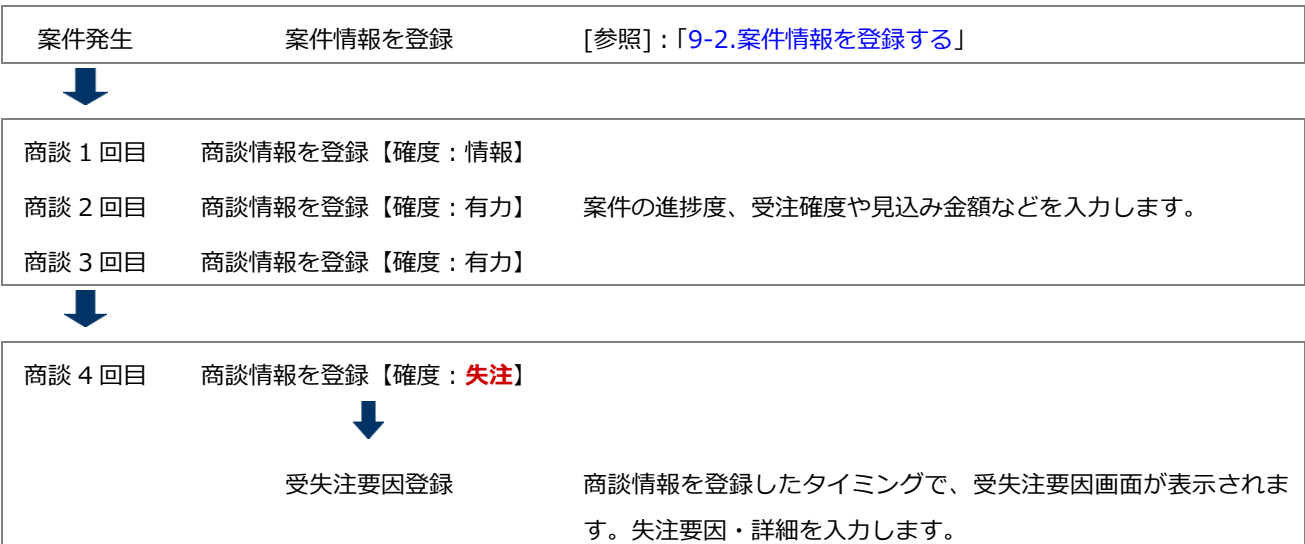 案件発生 案件情報を登録 [参照]:「9-2.案件情報を登録する」
商談1回目 商談情報を登録【確度:情報】
商談2回目 商談情報を登録【確度:有力】 案件の進捗度、受注確度や見込み金額などを入力します。
商談3回目 商談情報を登録【確度:有力】
商談4回目 商談情報を登録【確度:失注】
受失注要因登録 商談情報を登録したタイミングで、受失注要因画面が表示されま
す。失注要因・詳細を入力します。